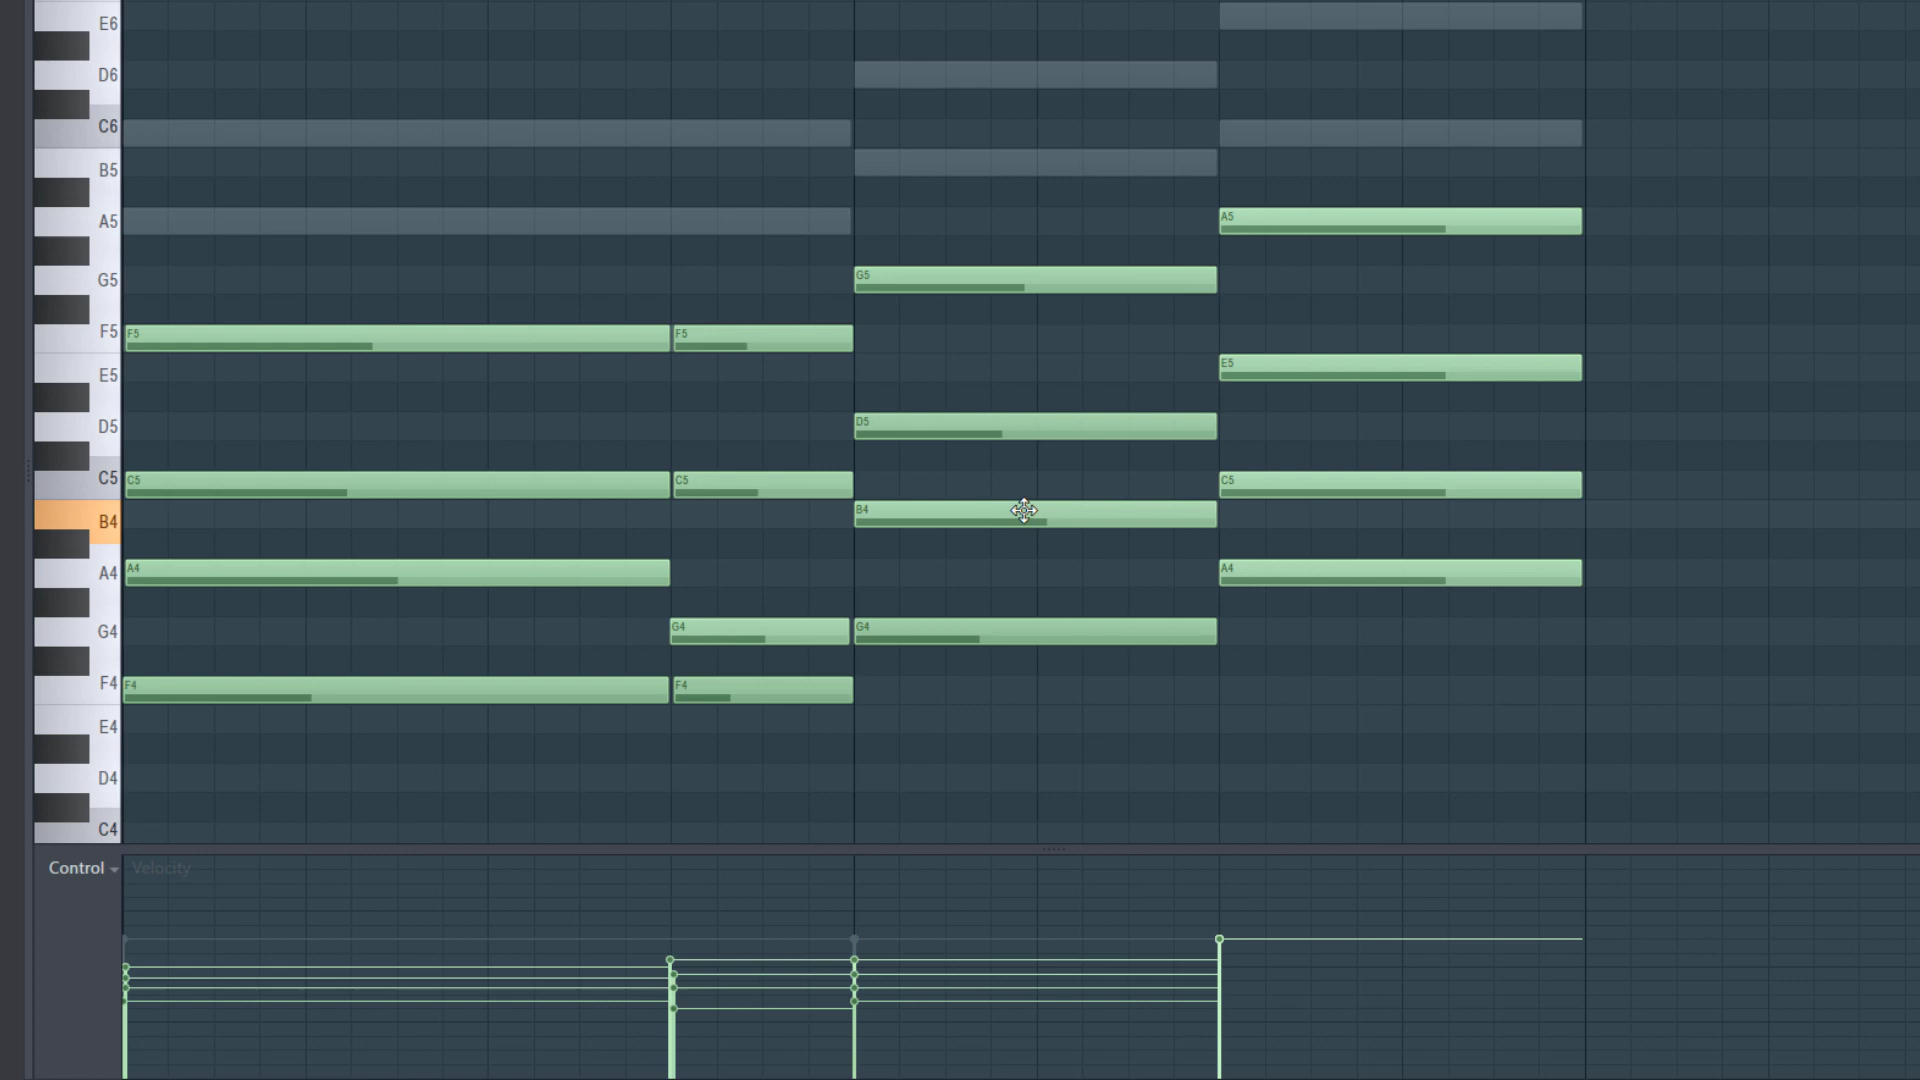 E6
D6
C6
B5
A5
A5
G5
G5
F5
F5 F5
E5
E5
D5
D5
C5
C5 C5 C5
B4
B4
A4
A4 A4
G4
G4 G4
F4
F4 F4
E4
D4
C4
Control Velocity